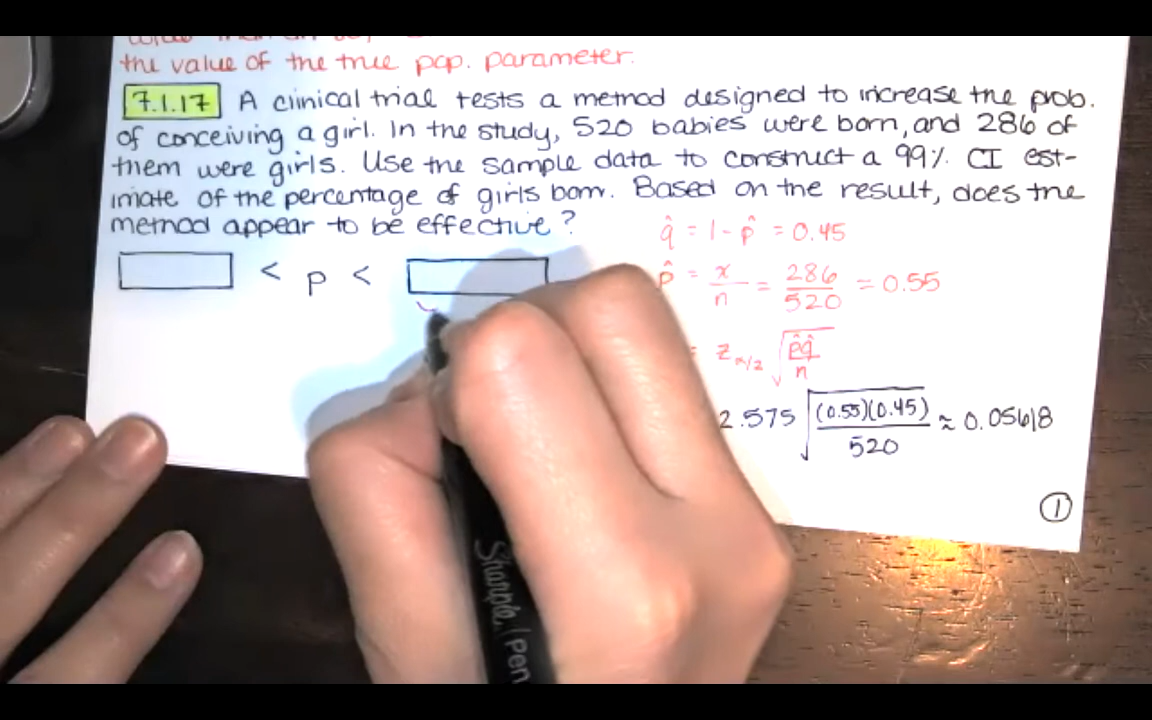 the value of the true pop. parameter.
7.1.17 A clinical trial tests a method designed to increase the prob.
of conceiving a girl. In the study, 520 babies were born, and 286 of
them were girls. Use the sample data to construct a 99% CI est-
imate of the percentage of girls born. Based on the result, does the
method appear to be effective?
q̂ = 1 - p̂ = 0.45
< p <
p̂ = x/n = 286/520 = 0.55
= z α/2 √(p̂q̂/n)
2.575 √((0.55)(0.45)/520) ≈ 0.05618
①
Sharpie. / Pen